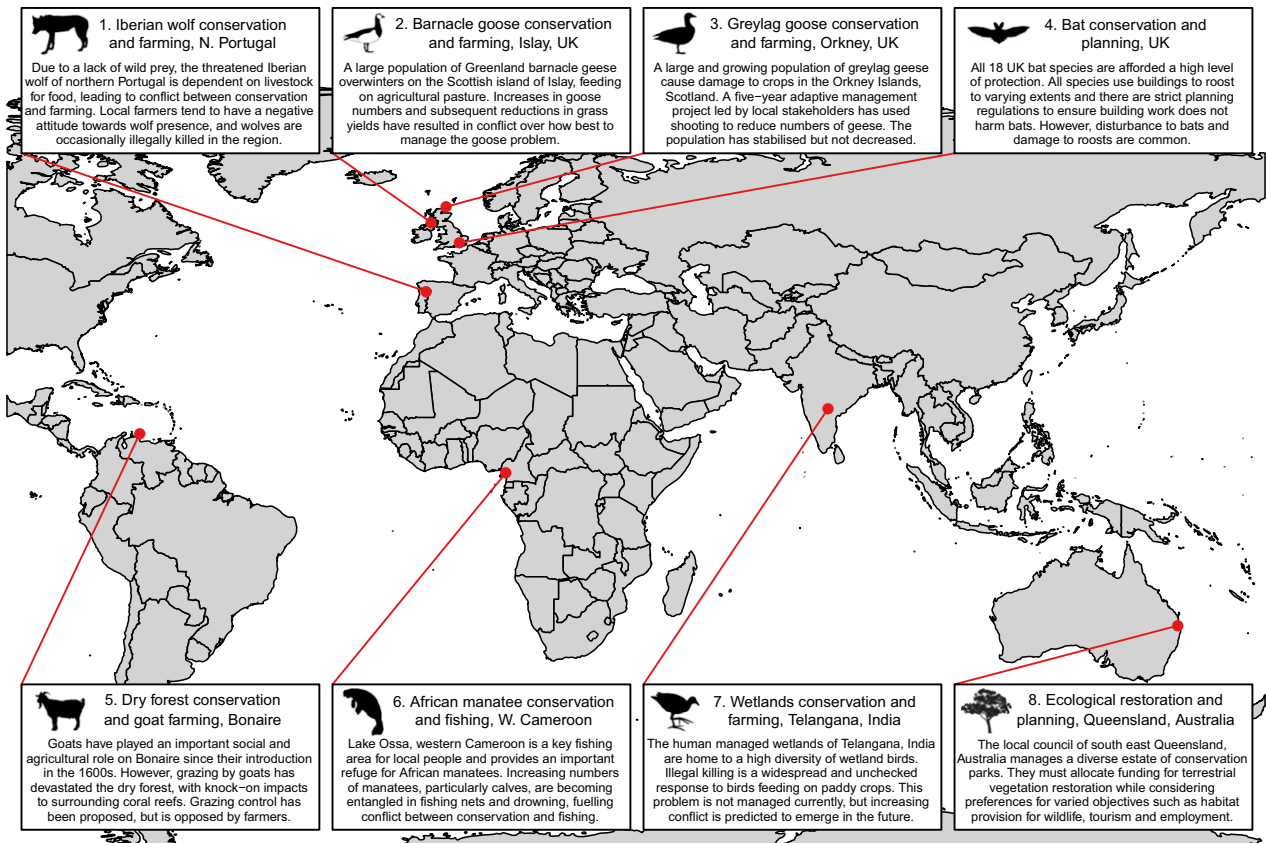 1. Iberian wolf conservation
and farming, N. Portugal
Due to a lack of wild prey, the threatened Iberian
wolf of northern Portugal is dependent on livestock
for food, leading to conflict between conservation
and farming. Local farmers tend to have a negative
attitude towards wolf presence, and wolves are
occasionally illegally killed in the region.
2. Barnacle goose conservation
and farming, Islay, UK
A large population of Greenland barnacle geese
overwinters on the Scottish island of Islay, feeding
on agricultural pasture. Increases in goose
numbers and subsequent reductions in grass
yields have resulted in conflict over how best to
manage the goose problem.
3. Greylag goose conservation
and farming, Orkney, UK
A large and growing population of greylag geese
cause damage to crops in the Orkney Islands,
Scotland. A five−year adaptive management
project led by local stakeholders has used
shooting to reduce numbers of geese. The
population has stabilised but not decreased.
4. Bat conservation and
planning, UK
All 18 UK bat species are afforded a high level
of protection. All species use buildings to roost
to varying extents and there are strict planning
regulations to ensure building work does not
harm bats. However, disturbance to bats and
damage to roosts are common.
5. Dry forest conservation
and goat farming, Bonaire
Goats have played an important social and
agricultural role on Bonaire since their introduction
in the 1600s. However, grazing by goats has
devastated the dry forest, with knock−on impacts
to surrounding coral reefs. Grazing control has
been proposed, but is opposed by farmers.
6. African manatee conservation
and fishing, W. Cameroon
Lake Ossa, western Cameroon is a key fishing
area for local people and provides an important
refuge for African manatees. Increasing numbers
of manatees, particularly calves, are becoming
entangled in fishing nets and drowning, fuelling
conflict between conservation and fishing.
7. Wetlands conservation and
farming, Telangana, India
The human managed wetlands of Telangana, India
are home to a high diversity of wetland birds.
Illegal killing is a widespread and unchecked
response to birds feeding on paddy crops. This
problem is not managed currently, but increasing
conflict is predicted to emerge in the future.
8. Ecological restoration and
planning, Queensland, Australia
The local council of south east Queensland,
Australia manages a diverse estate of conservation
parks. They must allocate funding for terrestrial
vegetation restoration while considering
preferences for varied objectives such as habitat
provision for wildlife, tourism and employment.